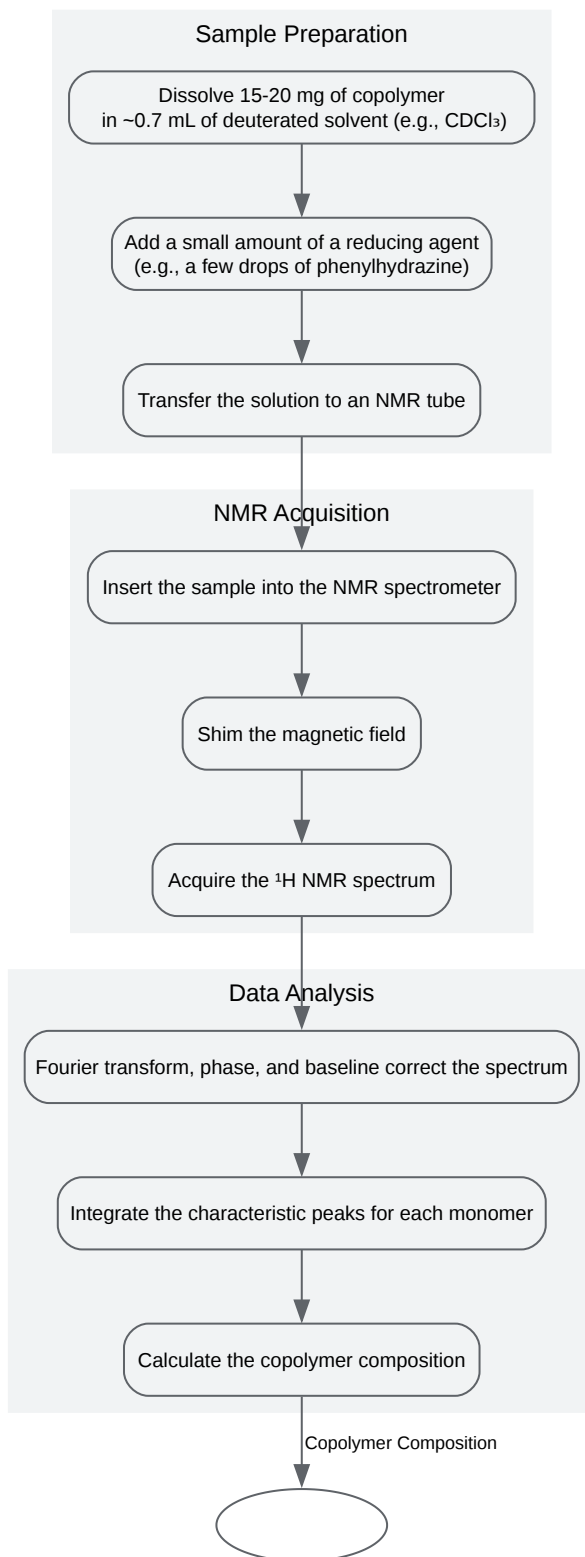 Sample Preparation
Dissolve 15-20 mg of copolymer
in ~0.7 mL of deuterated solvent (e.g., CDCl₃)
Add a small amount of a reducing agent
(e.g., a few drops of phenylhydrazine)
Transfer the solution to an NMR tube
NMR Acquisition
Insert the sample into the NMR spectrometer
Shim the magnetic field
Acquire the ¹H NMR spectrum
Data Analysis
Fourier transform, phase, and baseline correct the spectrum
Integrate the characteristic peaks for each monomer
Calculate the copolymer composition
Copolymer Composition